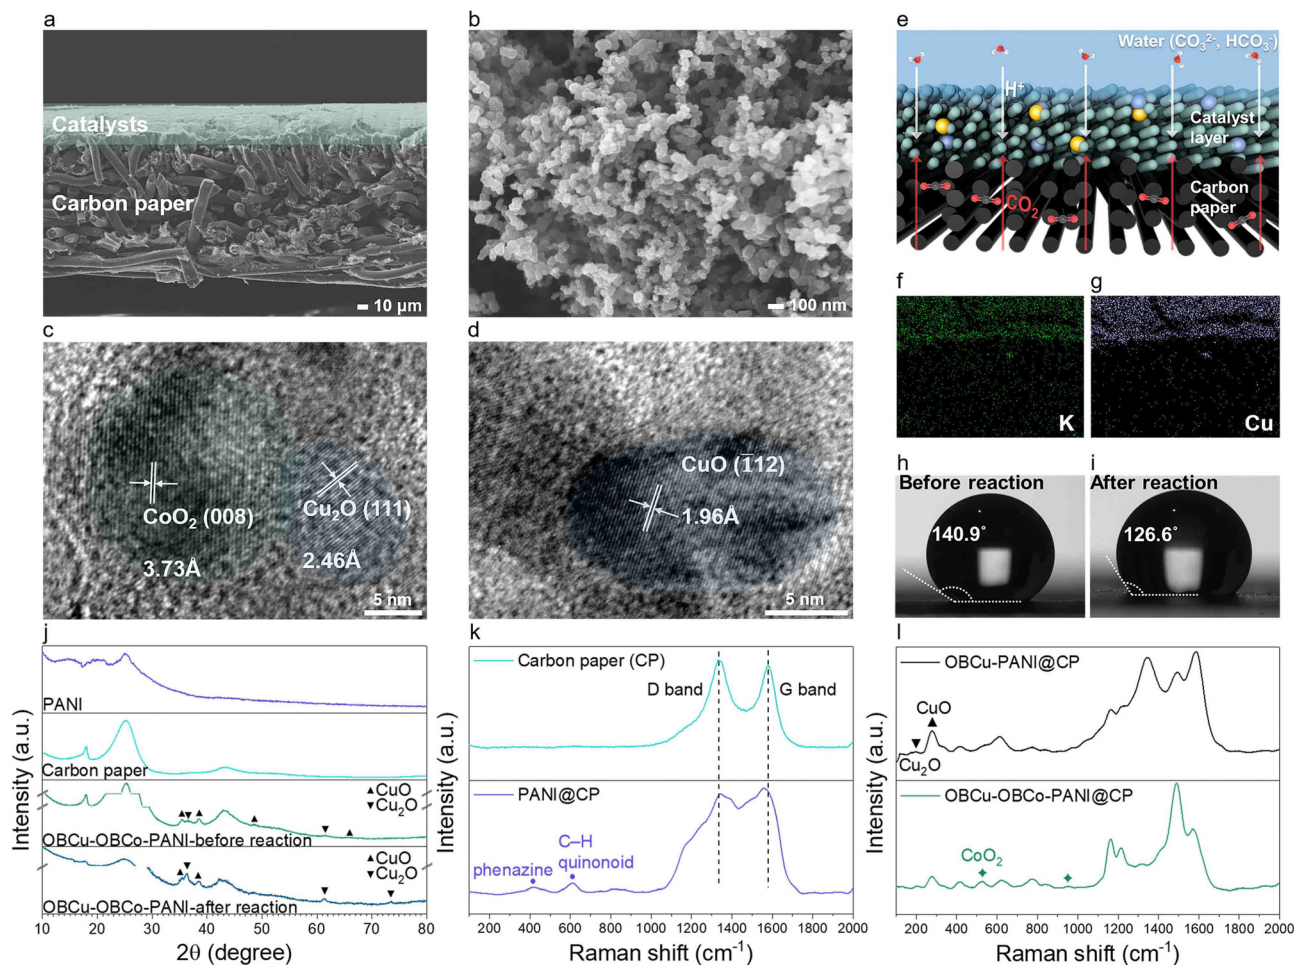 a
Catalysts
Carbon paper
10 µm
b
100 nm
e
Water (CO₃²⁻, HCO₃⁻)
H⁺
Catalyst
layer
Carbon
paper
CO₂
f
K
g
Cu
c
CoO₂ (008)
3.73Å
Cu₂O (111)
2.46Å
5 nm
d
CuO (1̅12)
1.96Å
5 nm
h
Before reaction
140.9°
i
After reaction
126.6°
j
Intensity (a.u.)
PANI
Carbon paper
▲CuO
▼Cu₂O
OBCu-OBCo-PANI-before reaction
▲CuO
▼Cu₂O
OBCu-OBCo-PANI-after reaction
10 20 30 40 50 60 70 80
2θ (degree)
k
Intensity (a.u.)
Carbon paper (CP)
D band
G band
PANI@CP
C–H
quinonoid
phenazine
200 400 600 800 1000 1200 1400 1600 1800 2000
Raman shift (cm⁻¹)
l
Intensity (a.u.)
OBCu-PANI@CP
CuO
Cu₂O
OBCu-OBCo-PANI@CP
CoO₂
200 400 600 800 1000 1200 1400 1600 1800 2000
Raman shift (cm⁻¹)